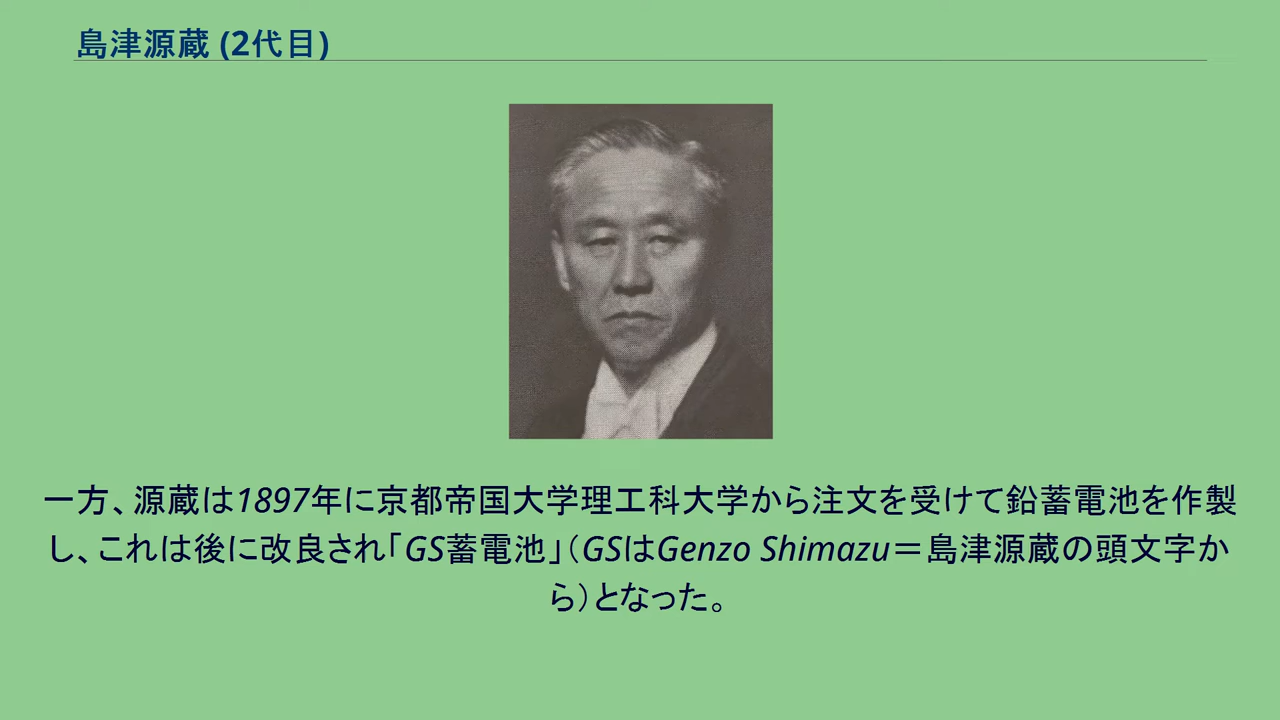 島津源蔵 (2代目)
一方、源蔵は1897年に京都帝国大学理工科大学から注文を受けて鉛蓄電池を作製
し、これは後に改良され「GS蓄電池」（GSはGenzo Shimazu＝島津源蔵の頭文字か
ら）となった。